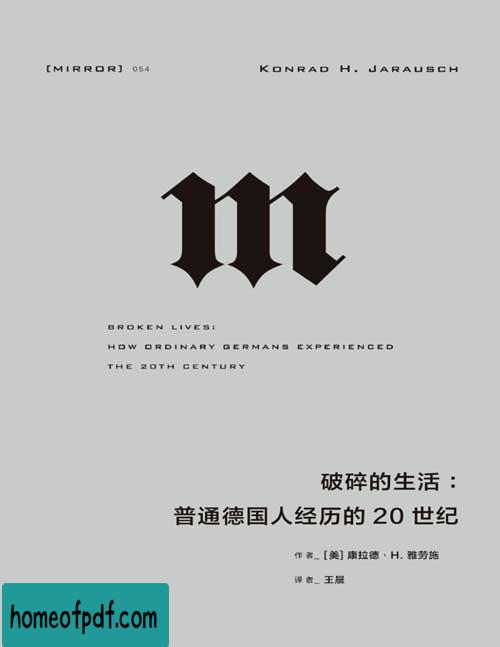 [MIRROR] 054
KONRAD H. JARAUSCH
m
BROKEN LIVES:
HOW ORDINARY GERMANS EXPERIENCED
THE 20TH CENTURY
破碎的生活：
普通德国人经历的 20 世纪
作者_ [美] 康拉德·H. 雅劳施
译者_ 王晨
homeofpdf.com